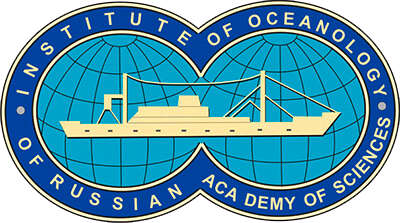 INSTITUTE OF OCEANOLOGY
OF RUSSIAN ACA DEMY OF SCIENCES